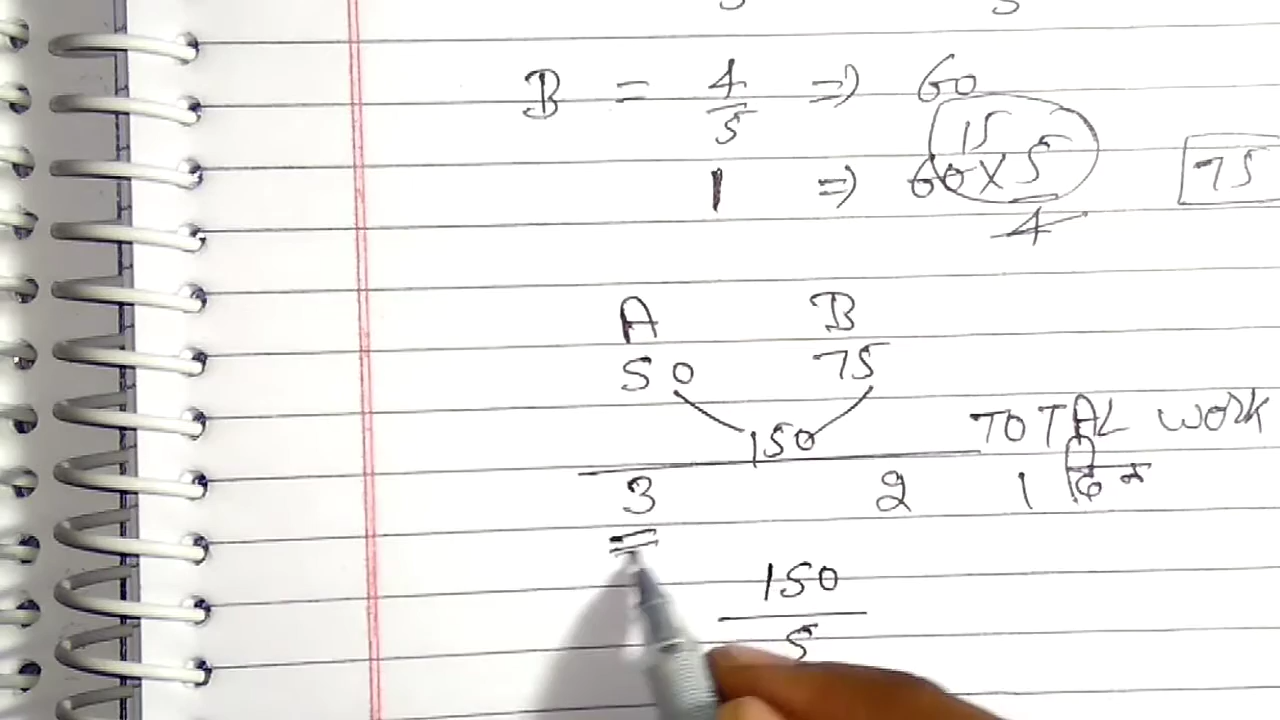 B = 4/5 => 60
15
1 => 60 x 5/4 75
A B
50 75
150 TOTAL WORK
3 2 1 दिन
150/5